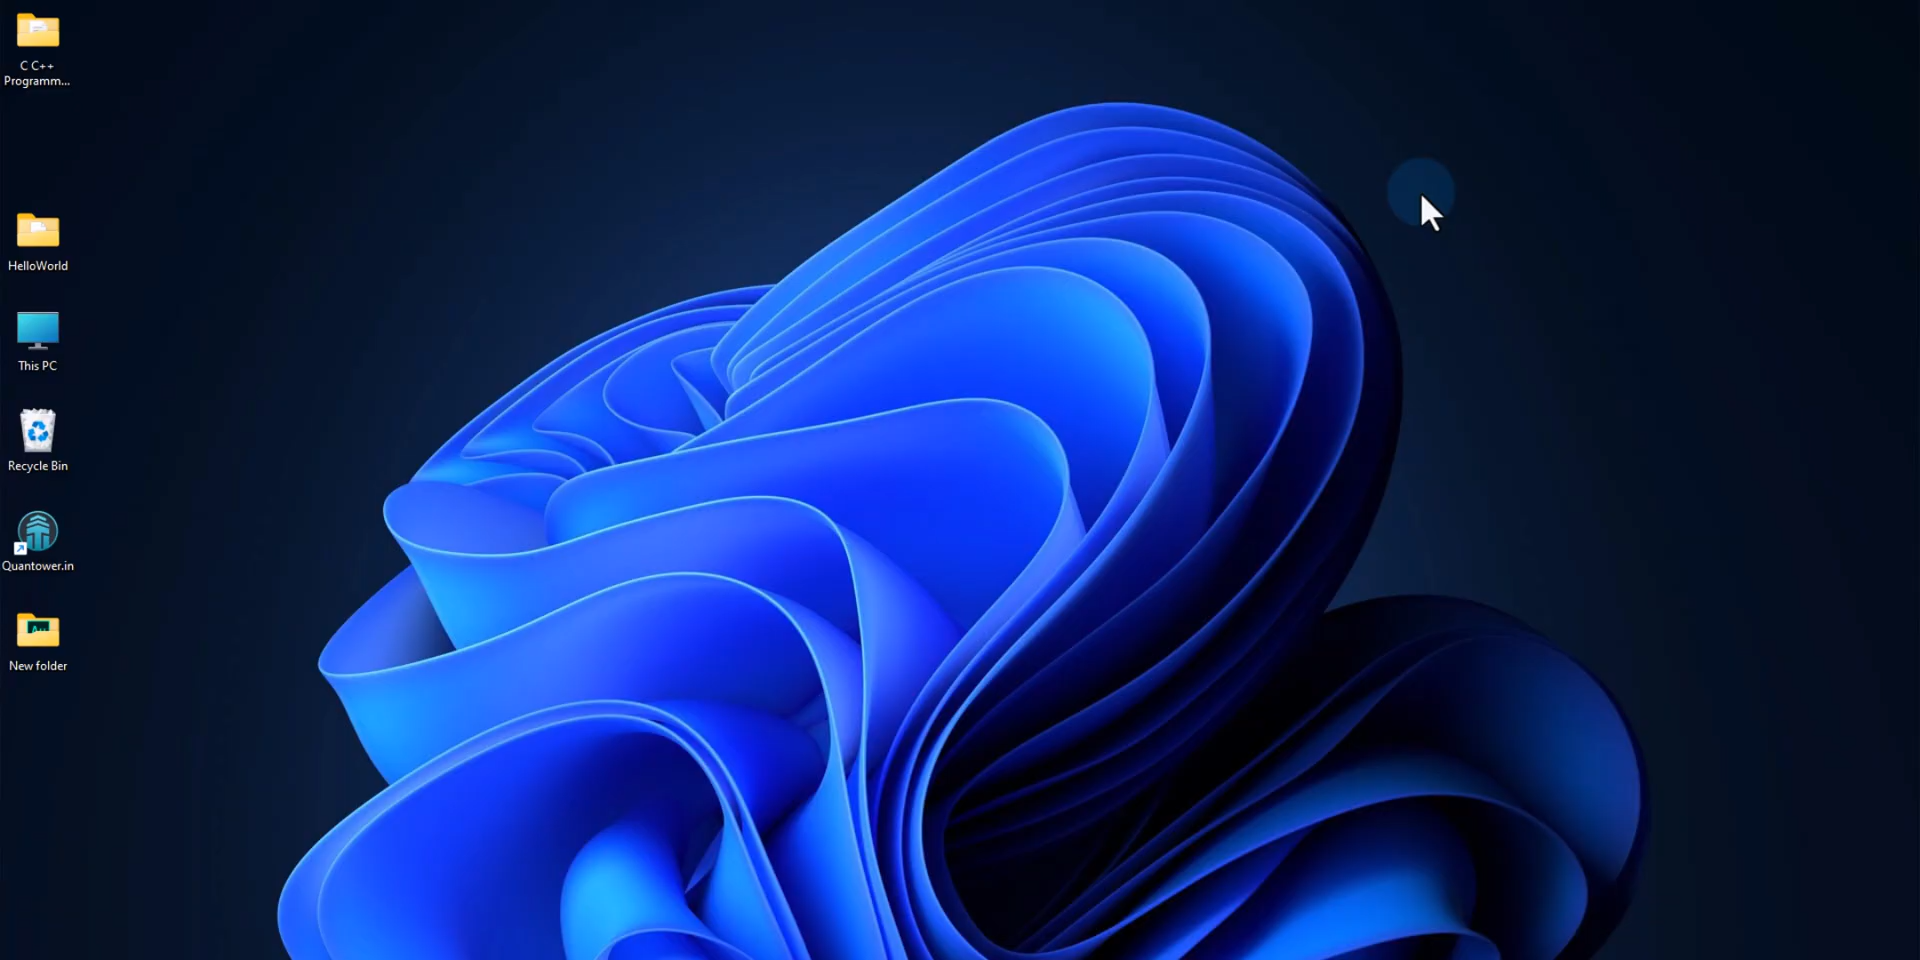 C C++
Programm...
HelloWorld
This PC
Recycle Bin
Quantower.in
New folder